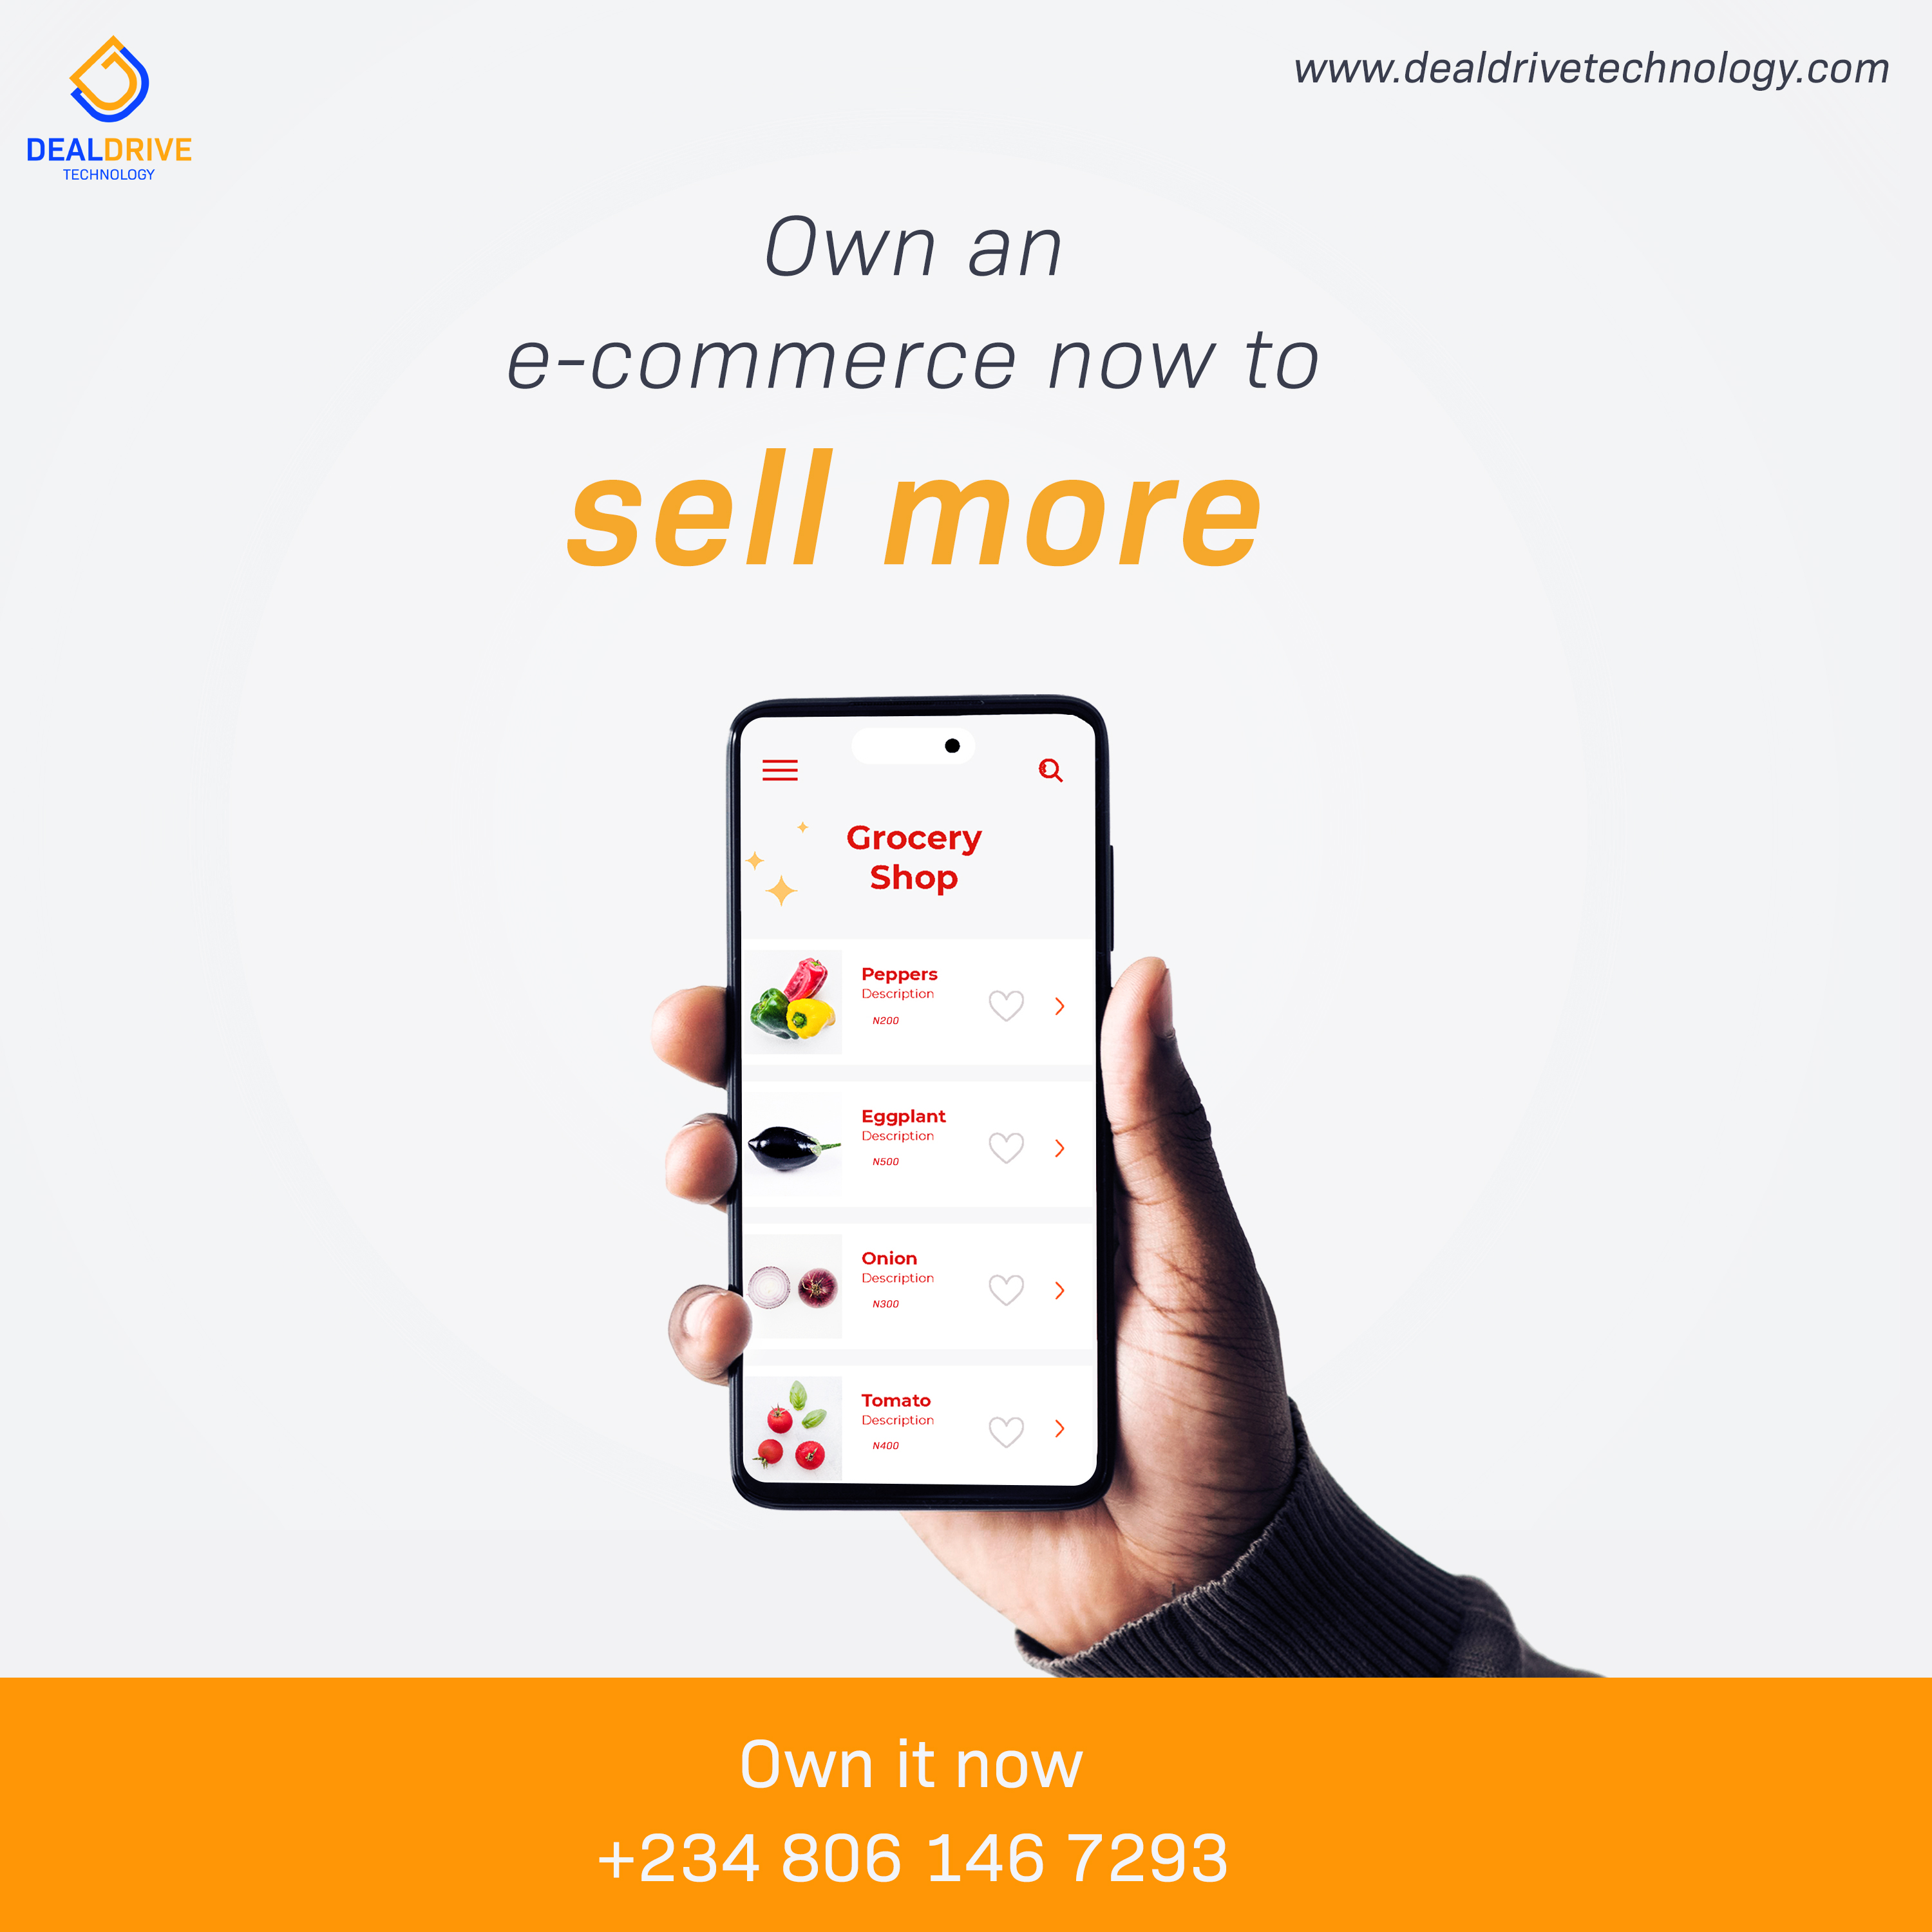 DEALDRIVE
TECHNOLOGY
www.dealdrivetechnology.com
Own an
e-commerce now to
sell more
Grocery
Shop
Peppers
Description
N200
Eggplant
Description
N500
Onion
Description
N300
Tomato
Description
N400
Own it now
+234 806 146 7293